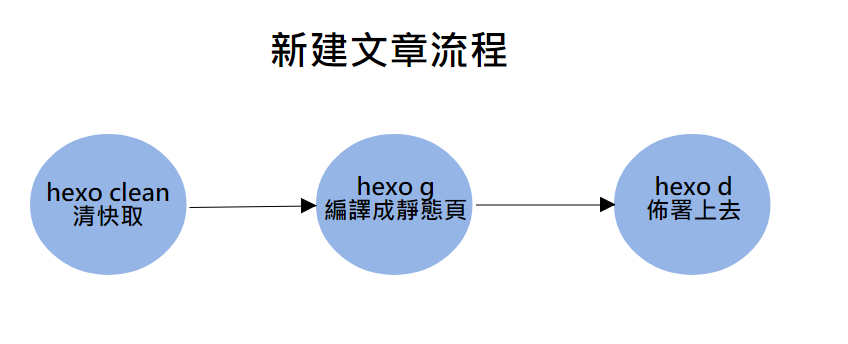 新建文章流程
hexo clean
清快取
hexo g
編譯成靜態頁
hexo d
佈署上去